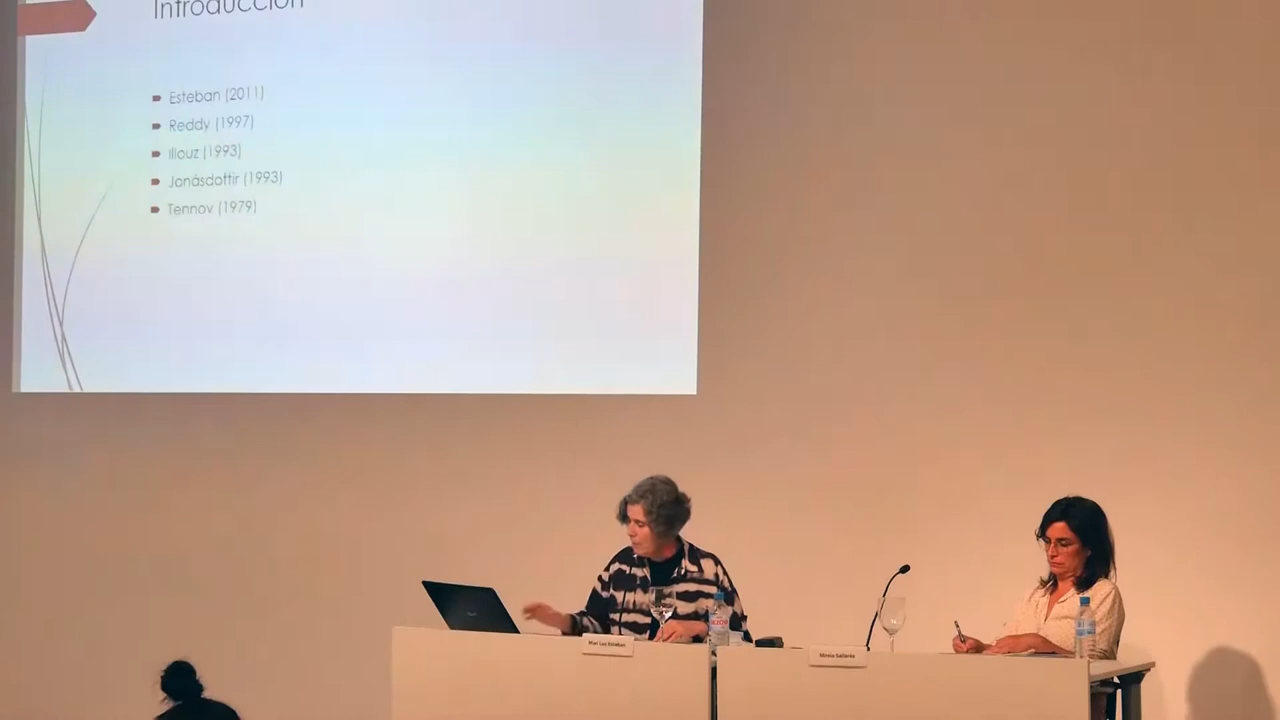 Introducción
Esteban (2011)
Reddy (1997)
Illouz (1993)
Jonásdottir (1993)
Tennov (1979)
Mari Luz Esteban
Mireia Sallarès